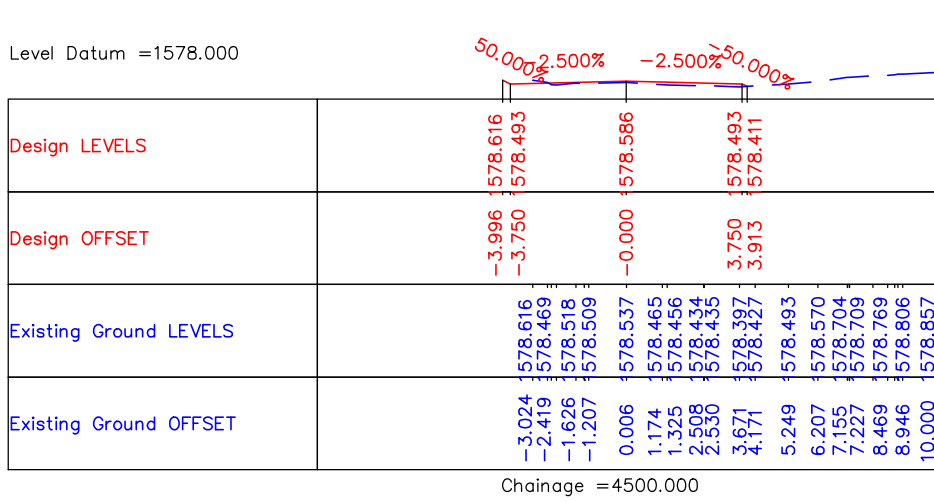 Level Datum =1578.000
50.000% -2.500% -2.500% -50.000%
Design LEVELS 1578.616 1578.493 1578.586 1578.493 1578.411
Design OFFSET -3.996 -3.750 -0.000 3.750 3.913
Existing Ground LEVELS 1578.616 1578.469 1578.518 1578.509 1578.537 1578.465 1578.456 1578.434 1578.435 1578.397 1578.427 1578.493 1578.570 1578.704 1578.709 1578.769 1578.806 1578.857
Existing Ground OFFSET -3.024 -2.419 -1.626 -1.207 0.006 1.174 1.325 2.508 2.530 3.671 4.171 5.249 6.207 7.155 7.227 8.469 8.946 10.000
Chainage =4500.000